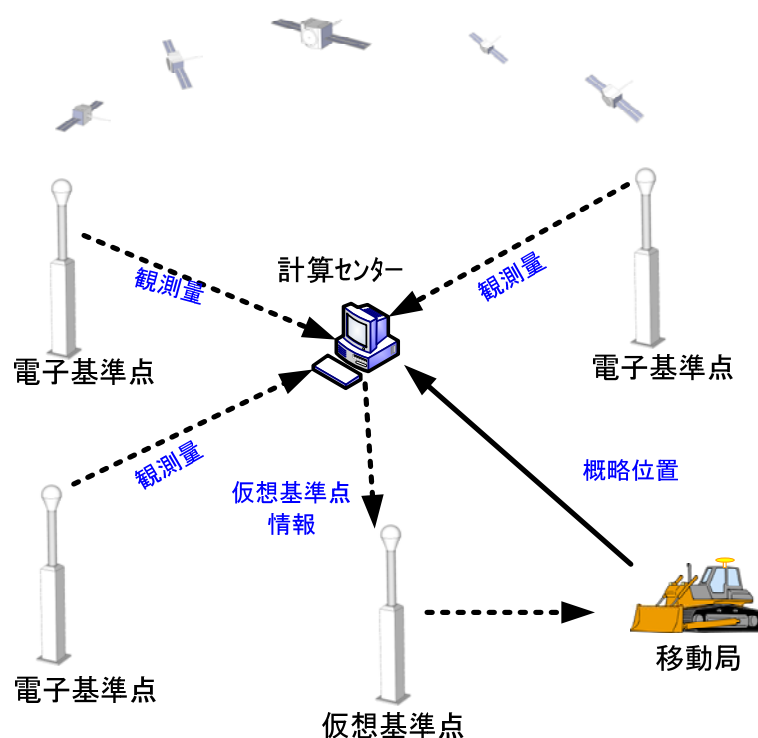 計算センター
観測量
観測量
電子基準点
電子基準点
観測量
概略位置
仮想基準点
情報
移動局
電子基準点
仮想基準点